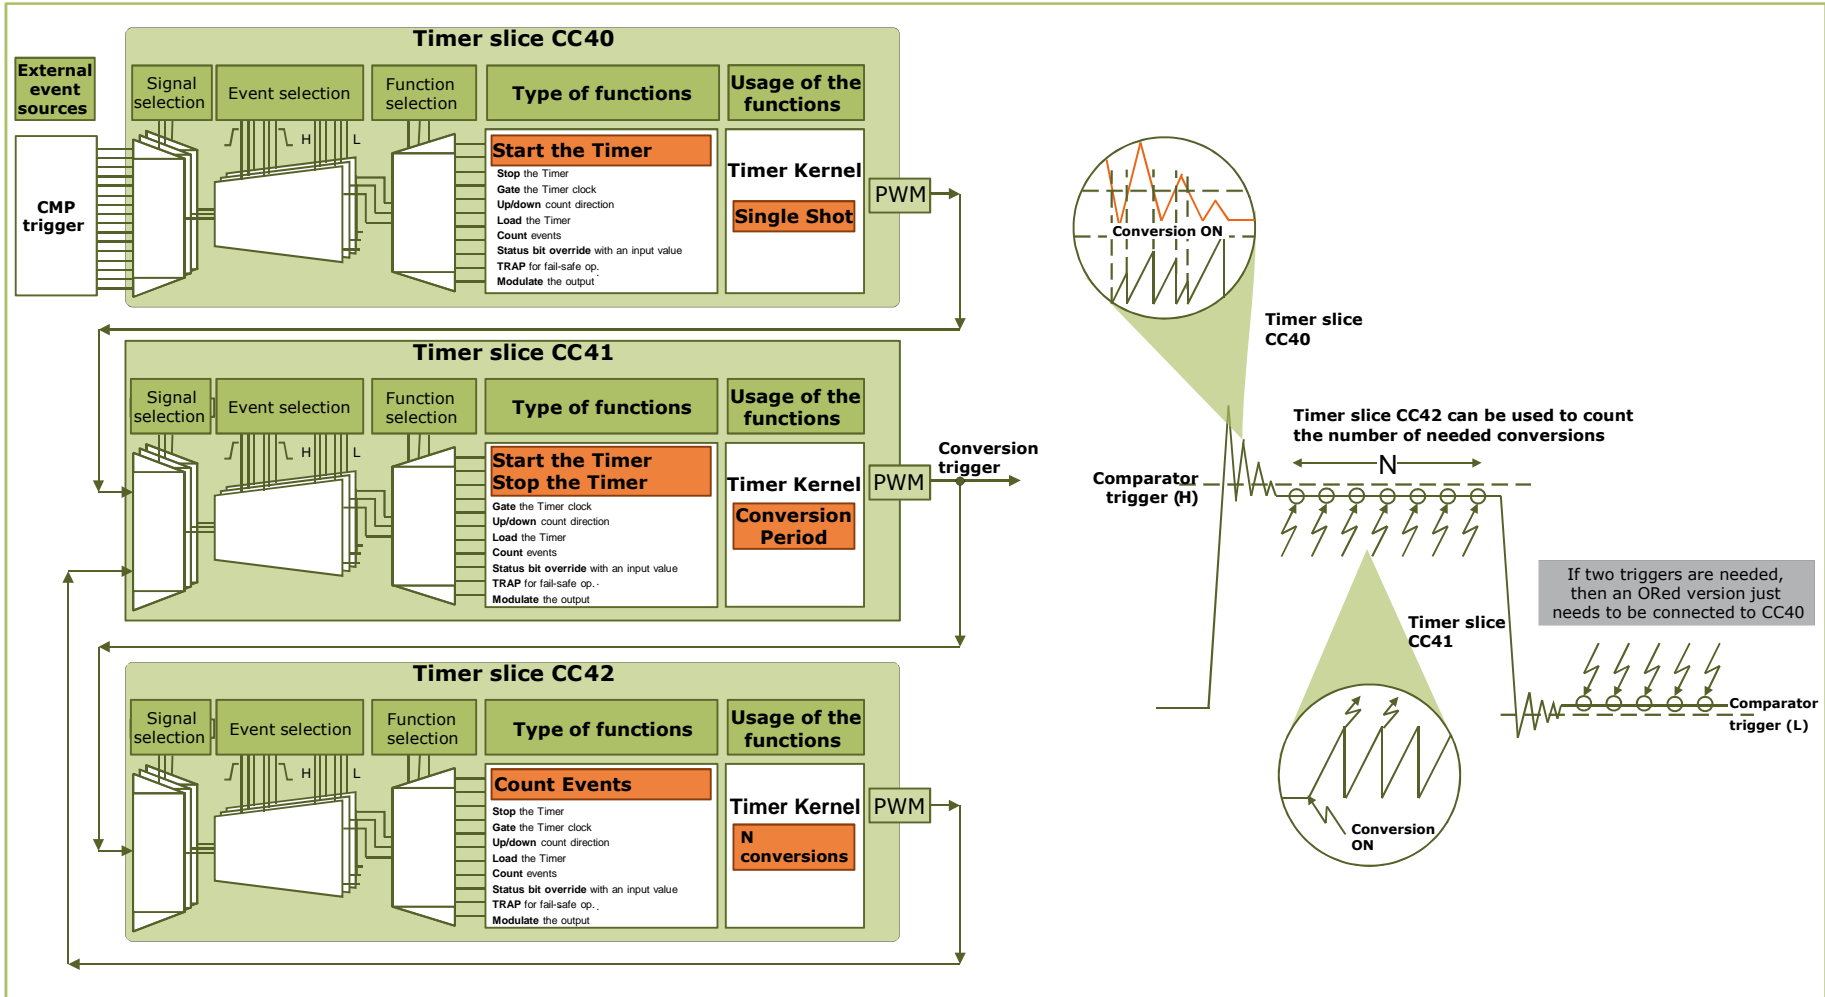 Timer slice CC40
External
event
sources
Signal
selection
Event selection
Function
selection
Type of functions
Usage of the
functions
H
L
CMP
trigger
Start the Timer
Stop the Timer
Gate the Timer clock
Up/down count direction
Load the Timer
Count events
Status bit override with an input value
TRAP for fail-safe op.
Modulate the output
Timer Kernel
Single Shot
PWM
Timer slice CC41
Signal
selection
Event selection
Function
selection
Type of functions
Usage of the
functions
H
L
Start the Timer
Stop the Timer
Gate the Timer clock
Up/down count direction
Load the Timer
Count events
Status bit override with an input value
TRAP for fail-safe op.
Modulate the output
Timer Kernel
Conversion
Period
PWM
Conversion
trigger
Timer slice CC42
Signal
selection
Event selection
Function
selection
Type of functions
Usage of the
functions
H
L
Count Events
Stop the Timer
Gate the Timer clock
Up/down count direction
Load the Timer
Count events
Status bit override with an input value
TRAP for fail-safe op.
Modulate the output
Timer Kernel
N
conversions
PWM
Conversion ON
Timer slice
CC40
Timer slice CC42 can be used to count
the number of needed conversions
N
Comparator
trigger (H)
If two triggers are needed,
then an ORed version just
needs to be connected to CC40
Timer slice
CC41
Comparator
trigger (L)
Conversion
ON